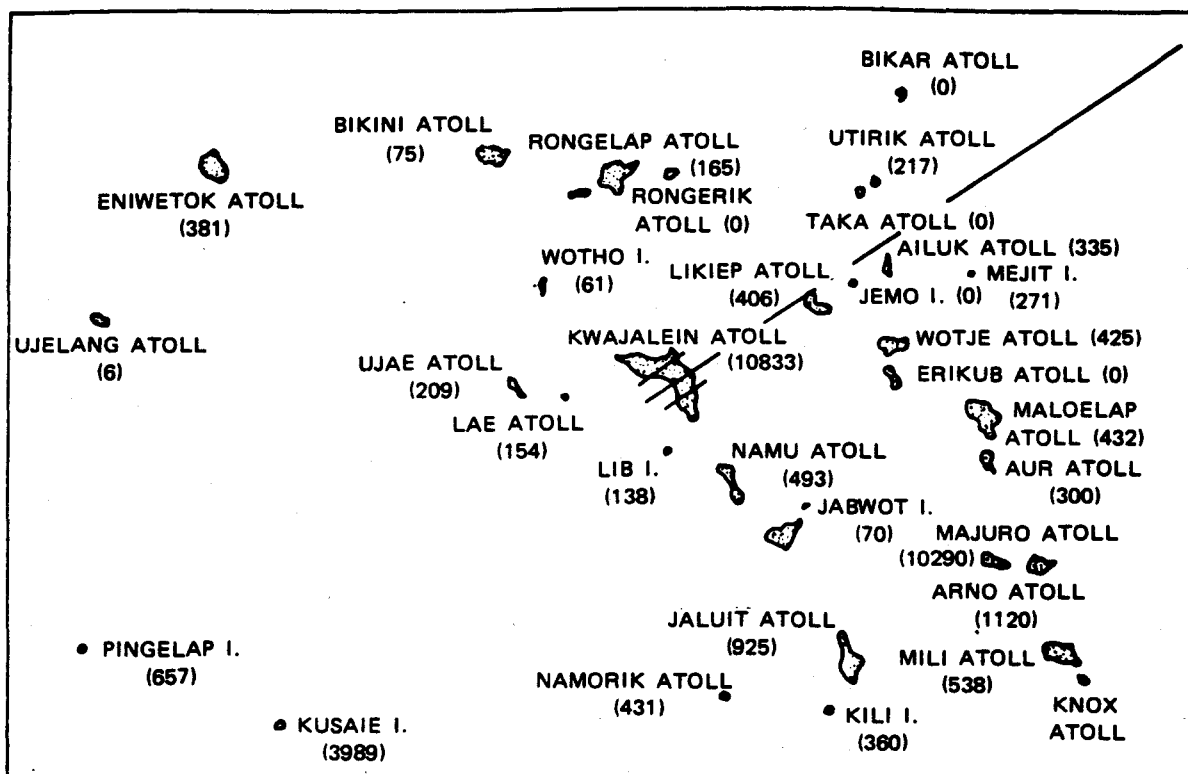 BIKAR ATOLL
(0)
BIKINI ATOLL
(75)
RONGELAP ATOLL
(165)
UTIRIK ATOLL
(217)
ENIWETOK ATOLL
(381)
RONGERIK
ATOLL (0)
TAKA ATOLL (0)
AILUK ATOLL (335)
WOTHO I.
(61)
LIKIEP ATOLL
(406)
MEJIT I.
(271)
JEMO I. (0)
UJELANG ATOLL
(6)
KWAJALEIN ATOLL
(10833)
WOTJE ATOLL (425)
UJAE ATOLL
(209)
ERIKUB ATOLL (0)
LAE ATOLL
(154)
MALOELAP
ATOLL (432)
LIB I.
(138)
NAMU ATOLL
(493)
AUR ATOLL
(300)
JABWOT I.
(70)
MAJURO ATOLL
(10290)
ARNO ATOLL
(1120)
JALUIT ATOLL
(925)
PINGELAP I.
(657)
MILI ATOLL
(538)
NAMORIK ATOLL
(431)
KNOX
ATOLL
KUSAIE I.
(3989)
KILI I.
(360)